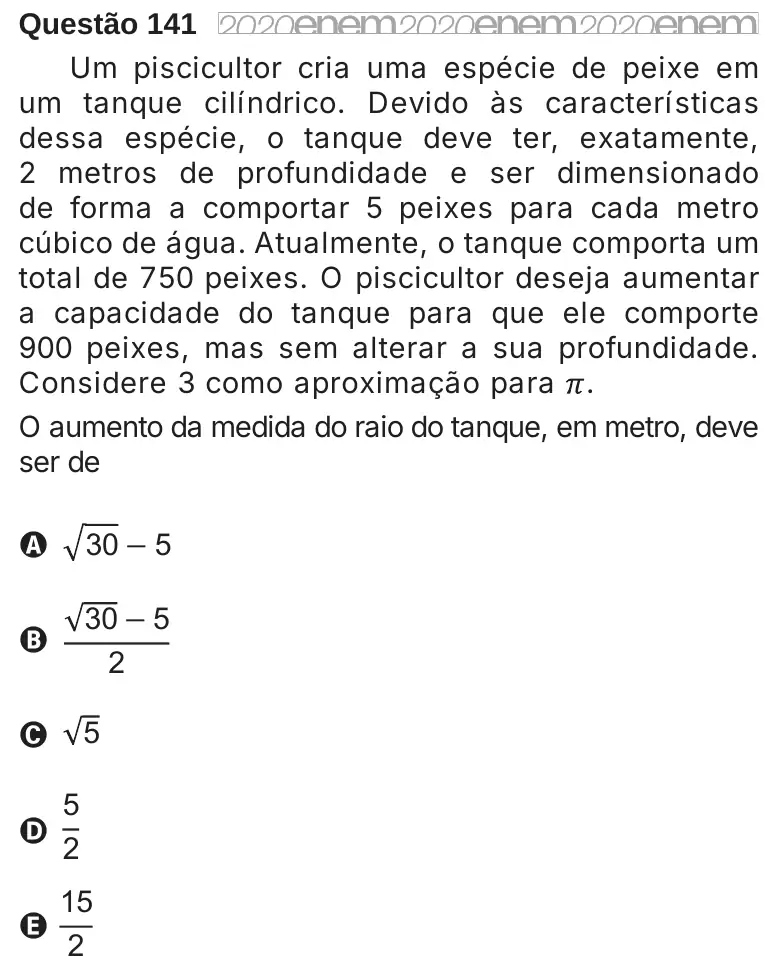 Questão 141 2020enem2020enem2020enem
Um piscicultor cria uma espécie de peixe em
um tanque cilíndrico. Devido às características
dessa espécie, o tanque deve ter, exatamente,
2 metros de profundidade e ser dimensionado
de forma a comportar 5 peixes para cada metro
cúbico de água. Atualmente, o tanque comporta um
total de 750 peixes. O piscicultor deseja aumentar
a capacidade do tanque para que ele comporte
900 peixes, mas sem alterar a sua profundidade.
Considere 3 como aproximação para π.
O aumento da medida do raio do tanque, em metro, deve
ser de
A √30 − 5
B (√30 − 5)/2
C √5
D 5/2
E 15/2